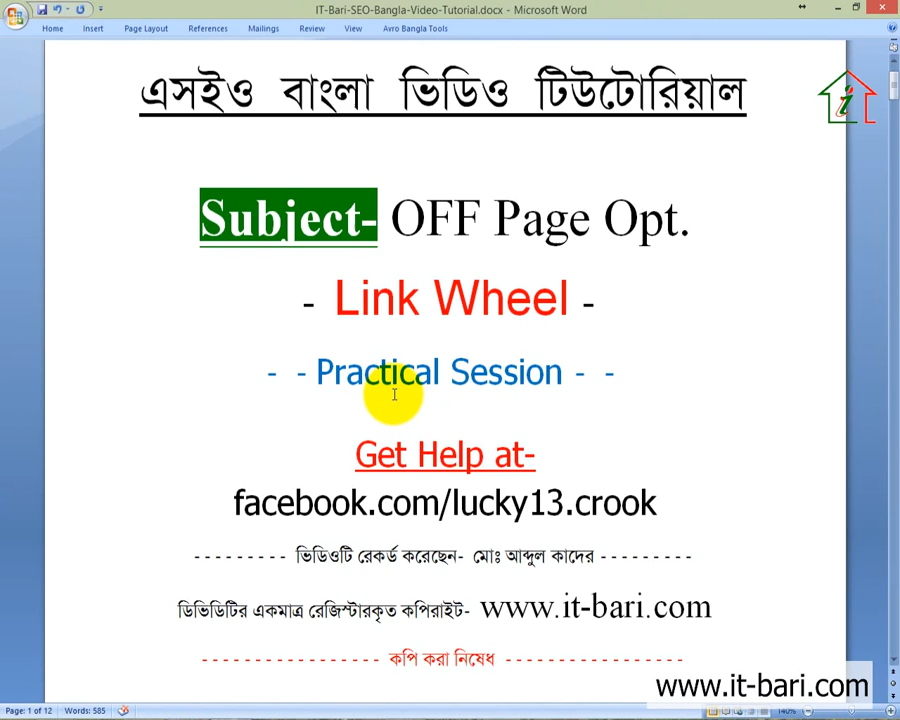 IT-Bari-SEO-Bangla-Video-Tutorial.docx - Microsoft Word
Home Insert Page Layout References Mailings Review View Avro Bangla Tools
এসইও বাংলা ভিডিও টিউটোরিয়াল
Subject- OFF Page Opt.
- Link Wheel -
- - Practical Session - -
Get Help at-
facebook.com/lucky13.crook
- - - - - - - - - ভিডিওটি রেকর্ড করেছেন- মোঃ আব্দুল কাদের - - - - - - - - -
ডিভিডিটির একমাত্র রেজিস্টারকৃত কপিরাইট- www.it-bari.com
- - - - - - - - - - - - - - - - - - কপি করা নিষেধ - - - - - - - - - - - - - - - - - -
www.it-bari.com
Page: 1 of 12 Words: 585 140%